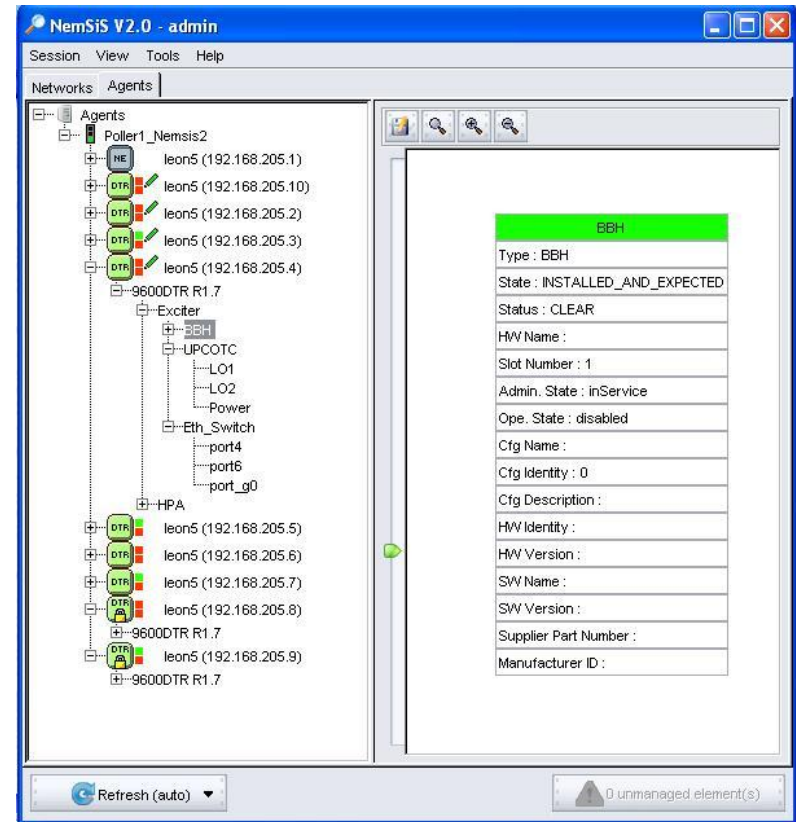 NemSiS V2.0 - admin
Session View Tools Help
Networks Agents
Agents
Poller1_Nemsis2
NE leon5 (192.168.205.1)
DTR leon5 (192.168.205.10)
DTR leon5 (192.168.205.2)
DTR leon5 (192.168.205.3)
DTR leon5 (192.168.205.4)
9600DTR R1.7
Exciter
BBH
UPCOTC
LO1
LO2
Power
Eth_Switch
port4
port6
port_g0
HPA
DTR leon5 (192.168.205.5)
DTR leon5 (192.168.205.6)
DTR leon5 (192.168.205.7)
DTR leon5 (192.168.205.8)
9600DTR R1.7
DTR leon5 (192.168.205.9)
9600DTR R1.7
BBH
Type : BBH
State : INSTALLED_AND_EXPECTED
Status : CLEAR
HW Name :
Slot Number : 1
Admin. State : inService
Ope. State : disabled
Cfg Name :
Cfg Identity : 0
Cfg Description :
HW Identity :
HW Version :
SW Name :
SW Version :
Supplier Part Number :
Manufacturer ID :
Refresh (auto)
0 unmanaged element(s)